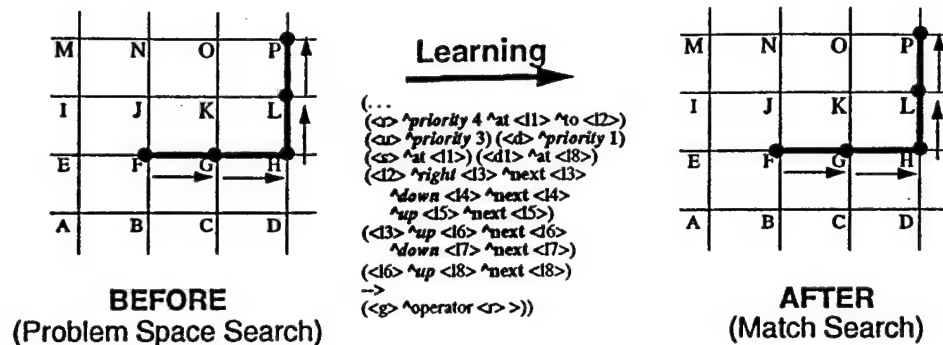 M N O P
I J K L
E F G H
A B C D
BEFORE
(Problem Space Search)
Learning
(...
(<r> ^priority 4 ^at <l1> ^to <l2>)
(<u> ^priority 3) (<d> ^priority 1)
(<s> ^at <l1>) (<d1> ^at <l8>)
(<l2> ^right <l3> ^next <l3>
^down <l4> ^next <l4>
^up <l5> ^next <l5>)
(<l3> ^up <l6> ^next <l6>
^down <l7> ^next <l7>)
(<l6> ^up <l8> ^next <l8>)
-->
(<g> ^operator <r> >))
M N O P
I J K L
E F G H
A B C D
AFTER
(Match Search)